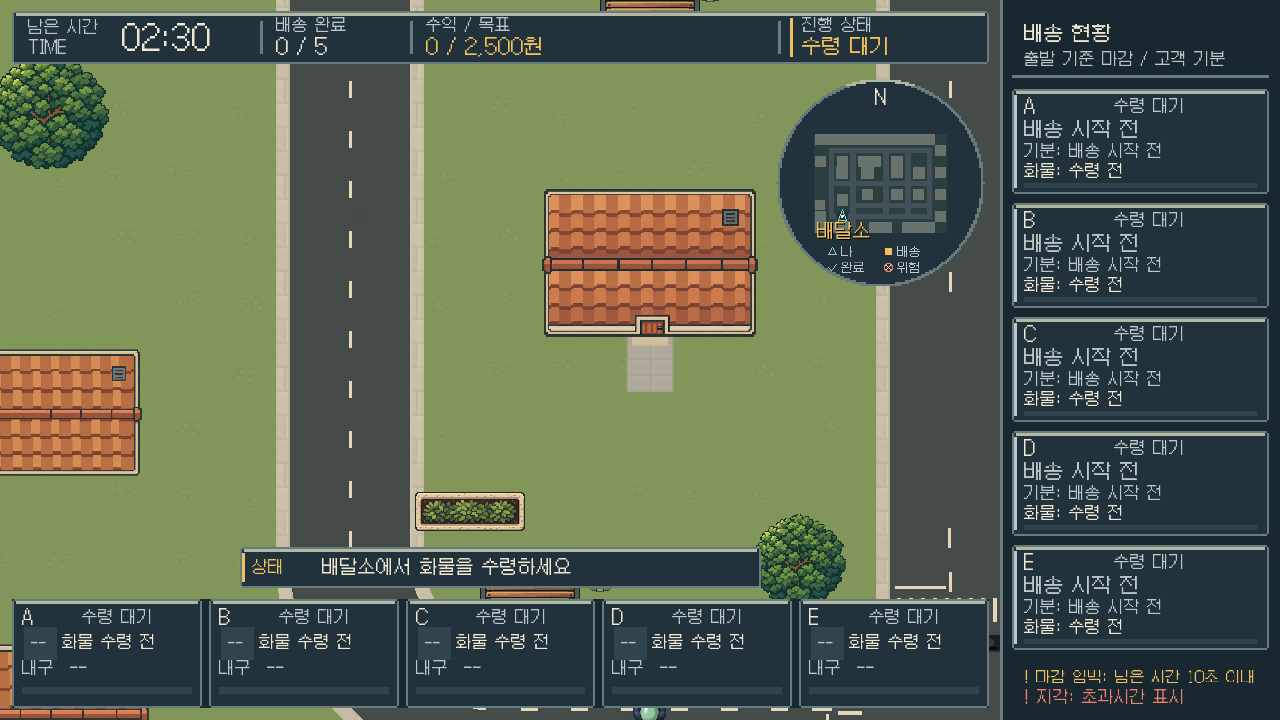 남은 시간
TIME
02:30
배송 완료
0 / 5
수익 / 목표
0 / 2,500원
진행 상태
수령 대기
N
배달소
나
배송
완료
위험
상태
배달소에서 화물을 수령하세요
A
수령 대기
--
화물 수령 전
내구 --
B
수령 대기
--
화물 수령 전
내구 --
C
수령 대기
--
화물 수령 전
내구 --
D
수령 대기
--
화물 수령 전
내구 --
E
수령 대기
--
화물 수령 전
내구 --
배송 현황
출발 기준 마감 / 고객 기분
A
수령 대기
배송 시작 전
기분: 배송 시작 전
화물: 수령 전
B
수령 대기
배송 시작 전
기분: 배송 시작 전
화물: 수령 전
C
수령 대기
배송 시작 전
기분: 배송 시작 전
화물: 수령 전
D
수령 대기
배송 시작 전
기분: 배송 시작 전
화물: 수령 전
E
수령 대기
배송 시작 전
기분: 배송 시작 전
화물: 수령 전
! 마감 임박: 남은 시간 10초 이내
! 지각: 초과시간 표시